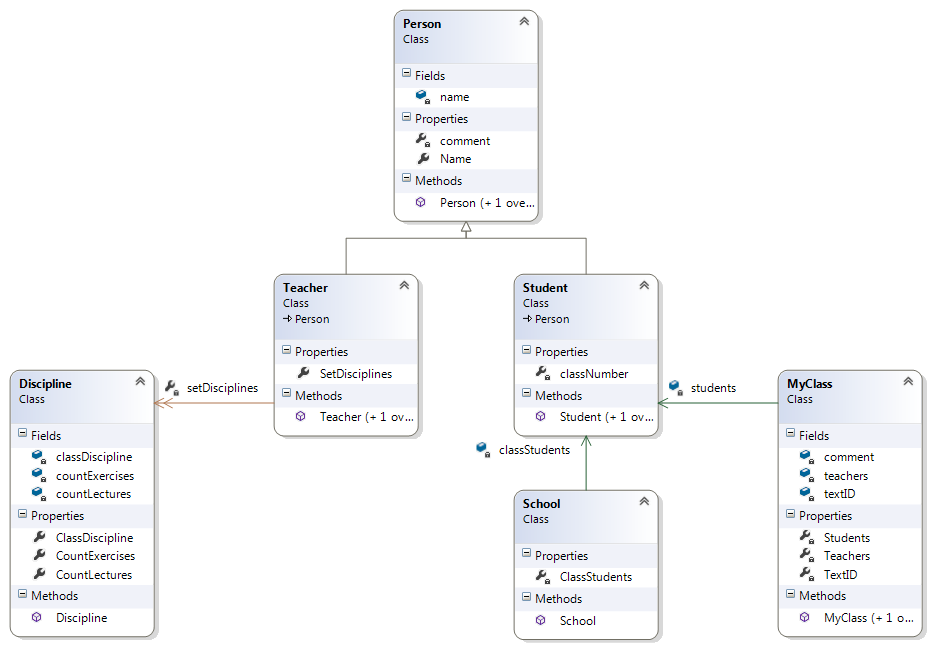 Person
Class
Fields
name
Properties
comment
Name
Methods
Person (+ 1 ove...
Teacher
Class
Person
Properties
SetDisciplines
Methods
Teacher (+ 1 ov...
Student
Class
Person
Properties
classNumber
Methods
Student (+ 1 ov...
Discipline
Class
Fields
classDiscipline
countExercises
countLectures
Properties
ClassDiscipline
CountExercises
CountLectures
Methods
Discipline
setDisciplines
students
MyClass
Class
Fields
comment
teachers
textID
Properties
Students
Teachers
TextID
Methods
MyClass (+ 1 o...
classStudents
School
Class
Properties
ClassStudents
Methods
School